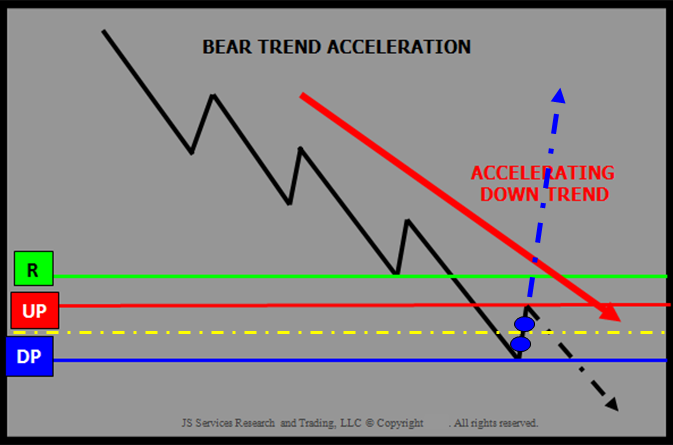 BEAR TREND ACCELERATION
ACCELERATING
DOWN TREND
R
UP
DP
JS Services Research and Trading, LLC © Copyright . All rights reserved.